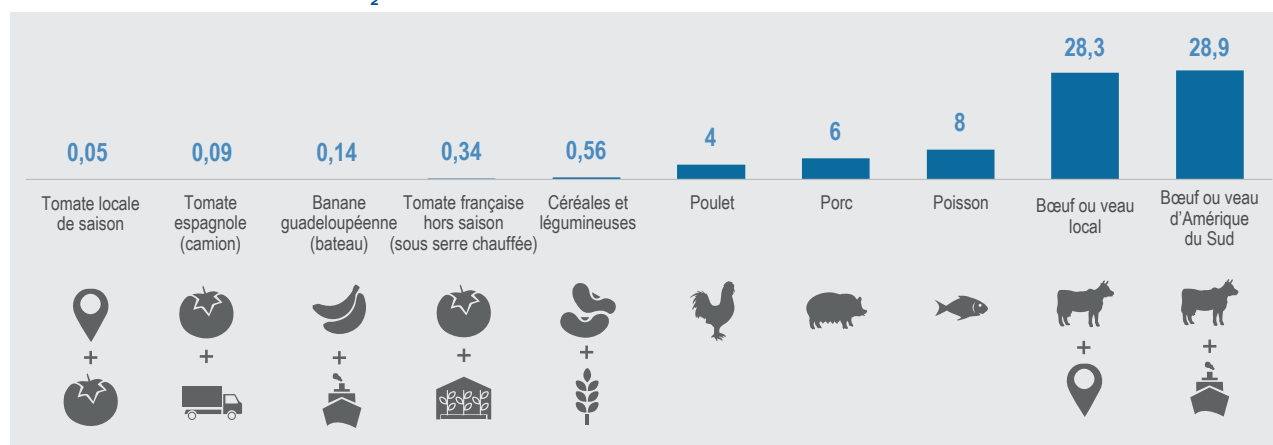 2
28,3
28,9
0,05
0,09
0,14
0,34
0,56
4
6
8
Tomate locale
de saison
Tomate
espagnole
(camion)
Banane
guadeloupéenne
(bateau)
Tomate française
hors saison
(sous serre chauffée)
Céréales et
légumineuses
Poulet
Porc
Poisson
Bœuf ou veau
local
Bœuf ou veau
d'Amérique
du Sud
+
+
+
+
+
+
+